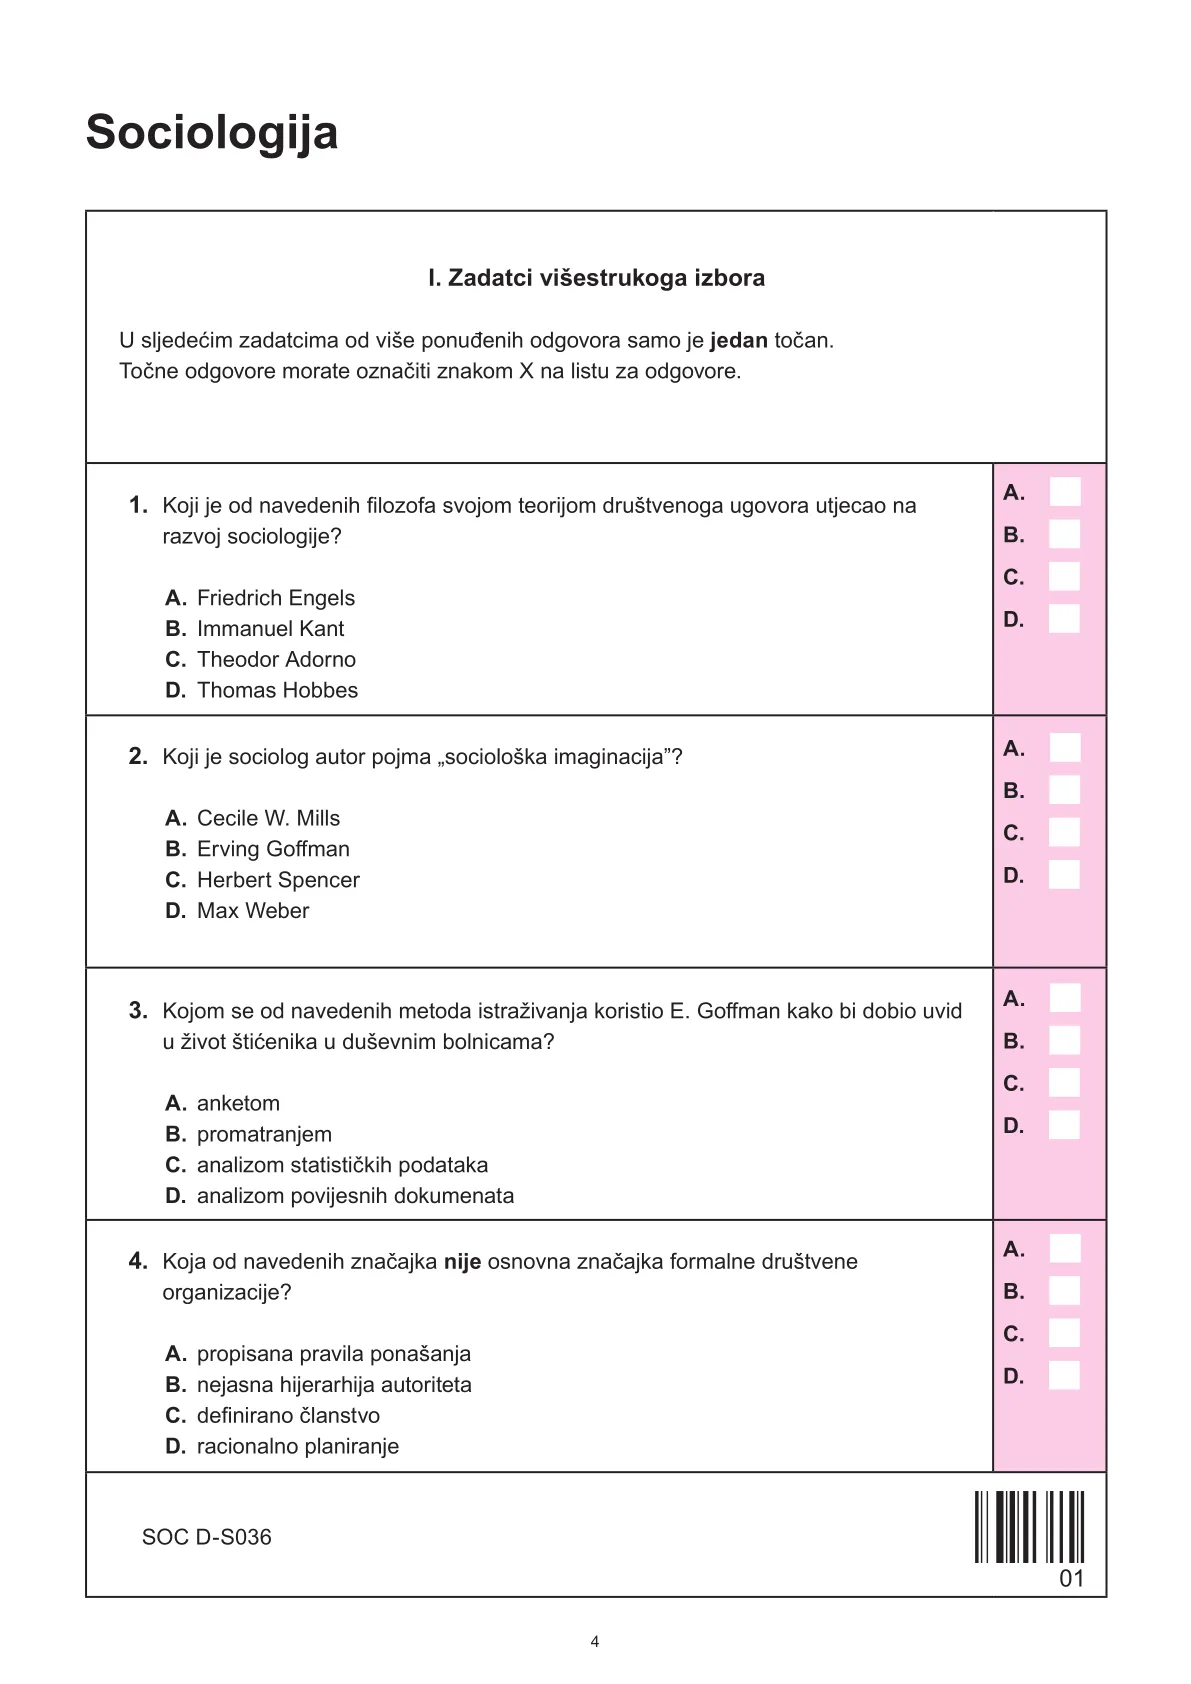 Sociologija
I. Zadatci višestrukoga izbora
U sljedećim zadatcima od više ponuđenih odgovora samo je jedan točan.
Točne odgovore morate označiti znakom X na listu za odgovore.
1. Koji je od navedenih filozofa svojom teorijom društvenoga ugovora utjecao na
razvoj sociologije?
A. Friedrich Engels
B. Immanuel Kant
C. Theodor Adorno
D. Thomas Hobbes
A.
B.
C.
D.
2. Koji je sociolog autor pojma „sociološka imaginacija”?
A. Cecile W. Mills
B. Erving Goffman
C. Herbert Spencer
D. Max Weber
A.
B.
C.
D.
3. Kojom se od navedenih metoda istraživanja koristio E. Goffman kako bi dobio uvid
u život štićenika u duševnim bolnicama?
A. anketom
B. promatranjem
C. analizom statističkih podataka
D. analizom povijesnih dokumenata
A.
B.
C.
D.
4. Koja od navedenih značajka nije osnovna značajka formalne društvene
organizacije?
A. propisana pravila ponašanja
B. nejasna hijerarhija autoriteta
C. definirano članstvo
D. racionalno planiranje
A.
B.
C.
D.
SOC D-S036
01
4